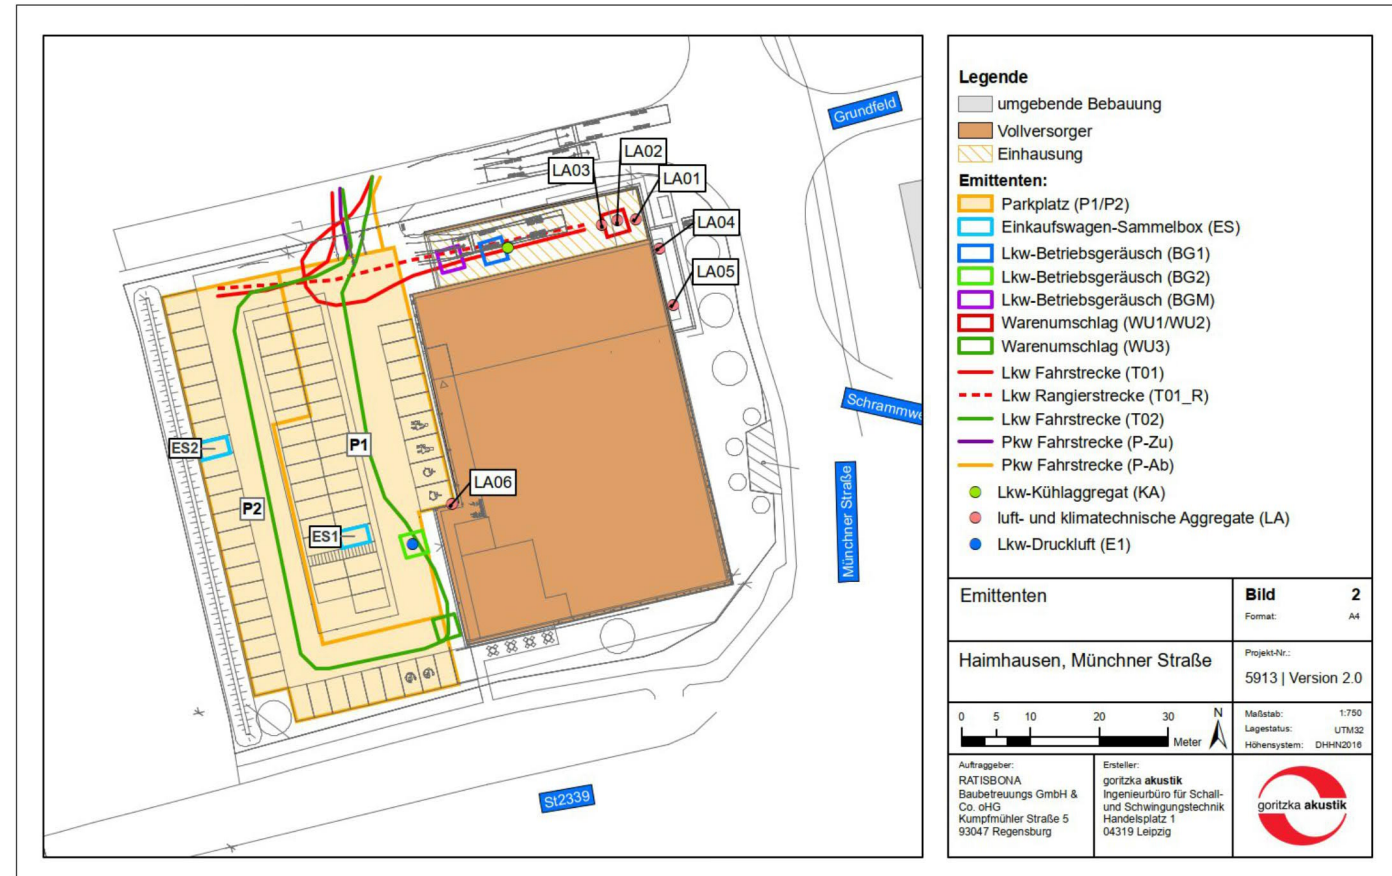 Grundfeld
LA02
LA03
LA01
LA04
LA05
ES2
P1
LA06
P2
ES1
Münchner Straße
St2339
Legende
umgebende Bebauung
Vollversorger
Einhausung
Emittenten:
Parkplatz (P1/P2)
Einkaufswagen-Sammelbox (ES)
Lkw-Betriebsgeräusch (BG1)
Lkw-Betriebsgeräusch (BG2)
Lkw-Betriebsgeräusch (BGM)
Warenumschlag (WU1/WU2)
Warenumschlag (WU3)
Lkw Fahrstrecke (T01)
Lkw Rangierstrecke (T01_R)
Lkw Fahrstrecke (T02)
Pkw Fahrstrecke (P-Zu)
Pkw Fahrstrecke (P-Ab)
Lkw-Kühlaggregat (KA)
luft- und klimatechnische Aggregate (LA)
Lkw-Druckluft (E1)
Emittenten
Bild 2
Format: A4
Haimhausen, Münchner Straße
Projekt-Nr.:
5913 | Version 2.0
0 5 10 20 30
Meter
N
Maßstab: 1:750
Lagestatus: UTM32
Höhensystem: DHHN2016
Auftraggeber:
RATISBONA
Baubetreuungs GmbH &
Co. oHG
Kumpfmühler Straße 5
93047 Regensburg
Ersteller:
goritzka akustik
Ingenieurbüro für Schall-
und Schwingungstechnik
Handelsplatz 1
04319 Leipzig
goritzka akustik